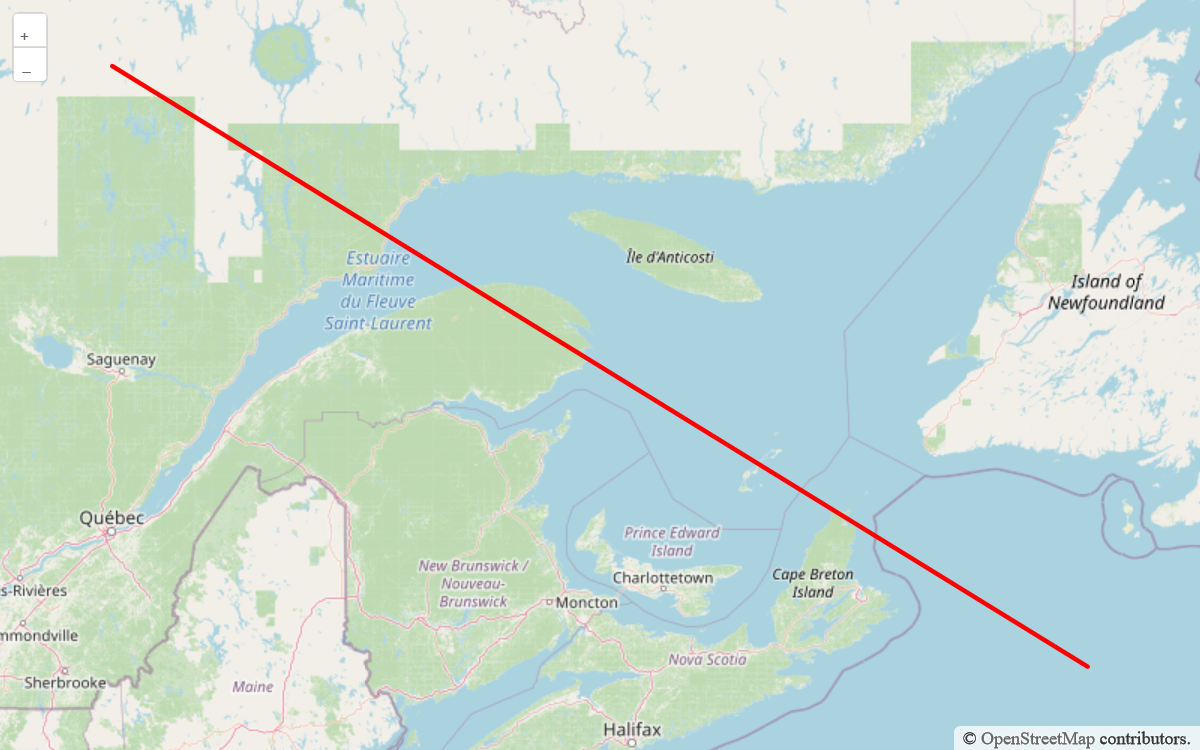 +
–
Île d'Anticosti
Estuaire
Maritime
du Fleuve
Saint-Laurent
Island of
Newfoundland
Saguenay
Québec
Prince Edward
Island
New Brunswick /
Nouveau-
Brunswick
Charlottetown
Cape Breton
Island
s-Rivières
Moncton
mmondville
Nova Scotia
Sherbrooke
Maine
Halifax
© OpenStreetMap contributors.